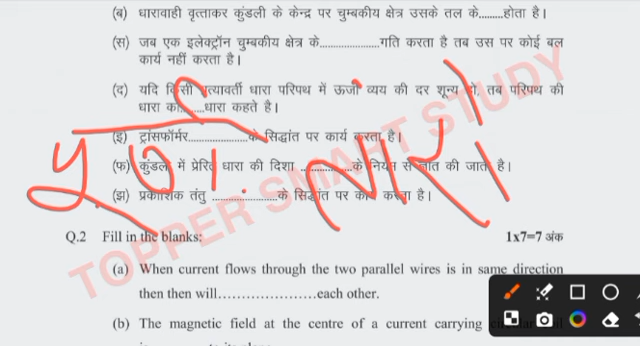 (ब) धारावाही वृत्ताकार कुंडली के केन्द्र पर चुम्बकीय क्षेत्र उसके तल के.........होता है।
(स) जब एक इलेक्ट्रॉन चुम्बकीय क्षेत्र के....................गति करता है तब उस पर कोई बल
कार्य नहीं करता है।
(द) यदि किसी प्रत्यावर्ती धारा परिपथ में ऊर्जा व्यय की दर शून्य हो, तब परिपथ की
धारा को.......धारा कहते है।
(इ) ट्रांसफॉर्मर....................के सिद्धांत पर कार्य करता है।
(फ) कुंडली में प्रेरित धारा की दिशा ..............के नियम से ज्ञात की जाती है।
(झ) प्रकाशिक तंतु ......................के सिद्धांत पर कार्य करता है।
Q.2 Fill in the blanks: 1x7=7 अंक
(a) When current flows through the two parallel wires is in same direction
then then will......................each other.
(b) The magnetic field at the centre of a current carrying
TOPPER SMART STUDY